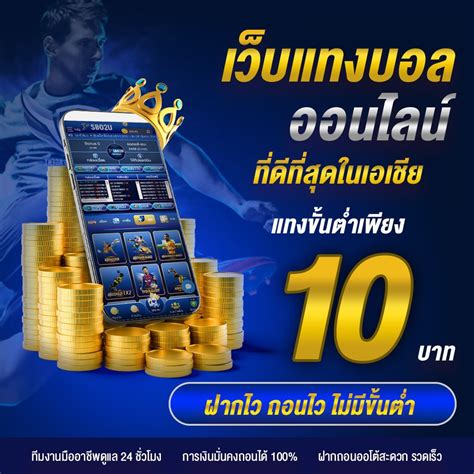 เว็บแทงบอล
ออนไลน์
ที่ดีที่สุดในเอเชีย
แทงขั้นต่ำเพียง
10 บาท
ฝากไว ถอนไว ไม่มีขั้นต่ำ
SBO2U
ทีมงานมืออาชีพดูแล 24 ชั่วโมง
การเงินมั่นคงถอนได้ 100%
ฝากถอนออโต้สะดวก รวดเร็ว